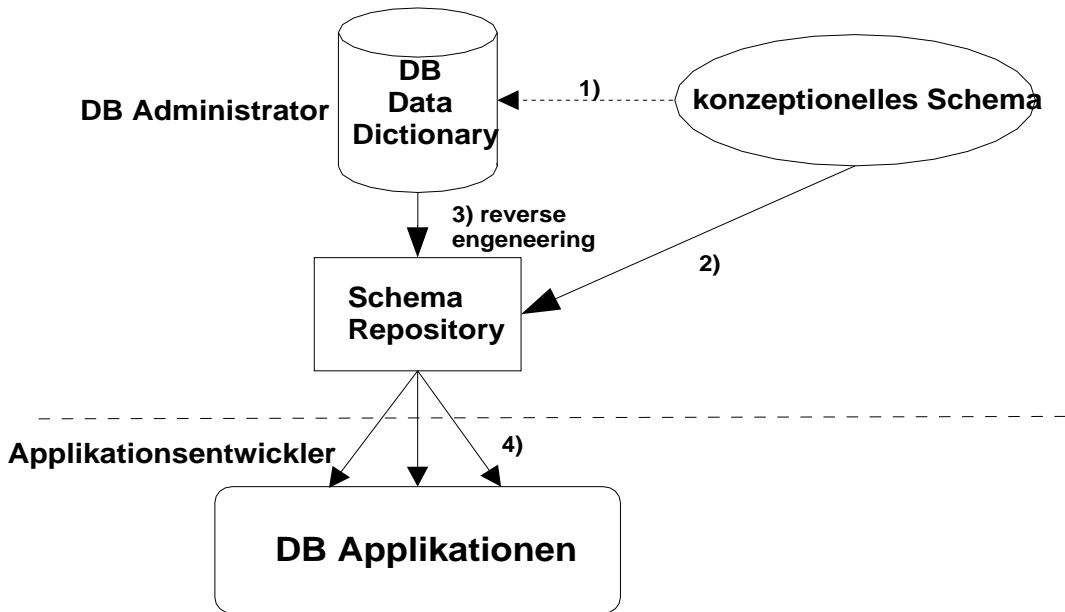 DB
Data
Dictionary
DB Administrator
1)
konzeptionelles Schema
3) reverse
engeneering
2)
Schema
Repository
Applikationsentwickler
4)
DB Applikationen